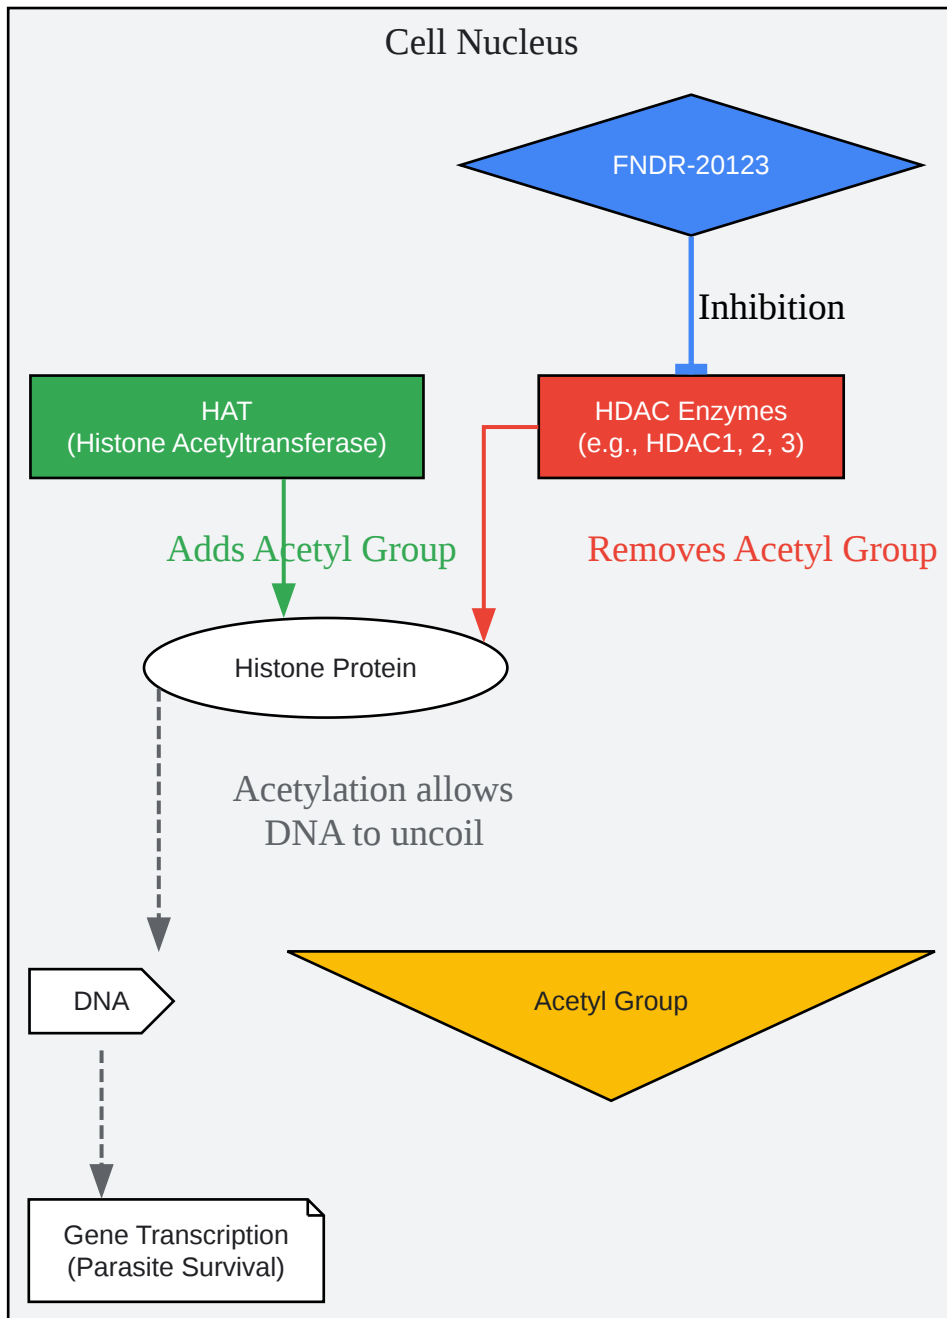 Cell Nucleus
FNDR-20123
Inhibition
HAT
(Histone Acetyltransferase)
HDAC Enzymes
(e.g., HDAC1, 2, 3)
Adds Acetyl Group
Removes Acetyl Group
Histone Protein
Acetylation allows
DNA to uncoil
DNA
Acetyl Group
Gene Transcription
(Parasite Survival)